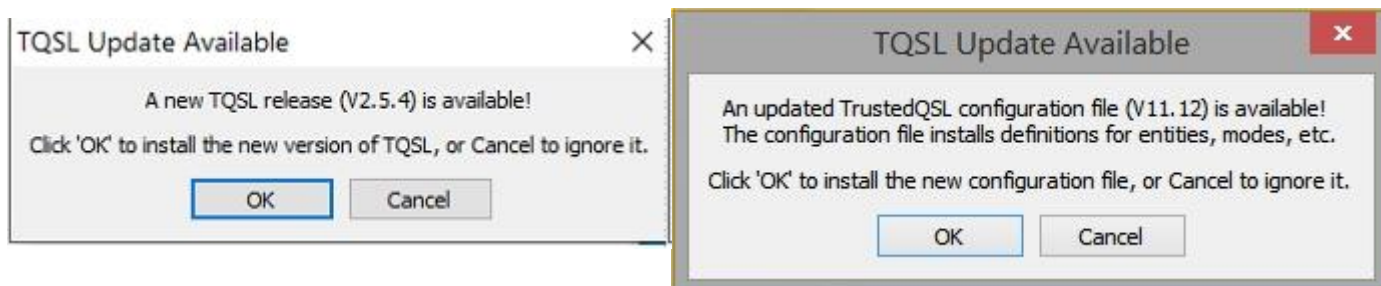 TQSL Update Available
A new TQSL release (V2.5.4) is available!
Click 'OK' to install the new version of TQSL, or Cancel to ignore it.
OK
Cancel
TQSL Update Available
An updated TrustedQSL configuration file (V11.12) is available!
The configuration file installs definitions for entities, modes, etc.
Click 'OK' to install the new configuration file, or Cancel to ignore it.
OK
Cancel